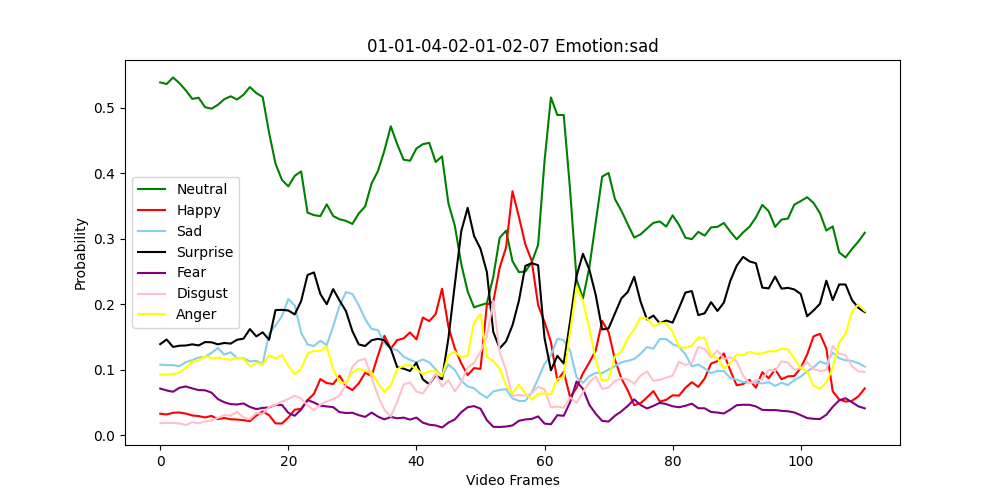 01-01-04-02-01-02-07 Emotion:sad
Probability
0.5
0.4
0.3
0.2
0.1
0.0
Neutral
Happy
Sad
Surprise
Fear
Disgust
Anger
0 20 40 60 80 100
Video Frames